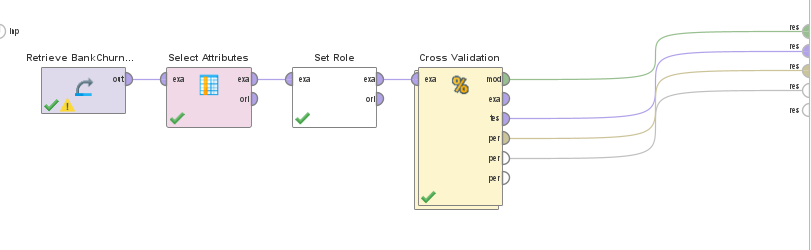 inp
Retrieve BankChurn...
out
Select Attributes
exa
exa
ori
Set Role
exa
exa
ori
Cross Validation
exa
%
mod
exa
tes
per
per
per
res
res
res
res
res